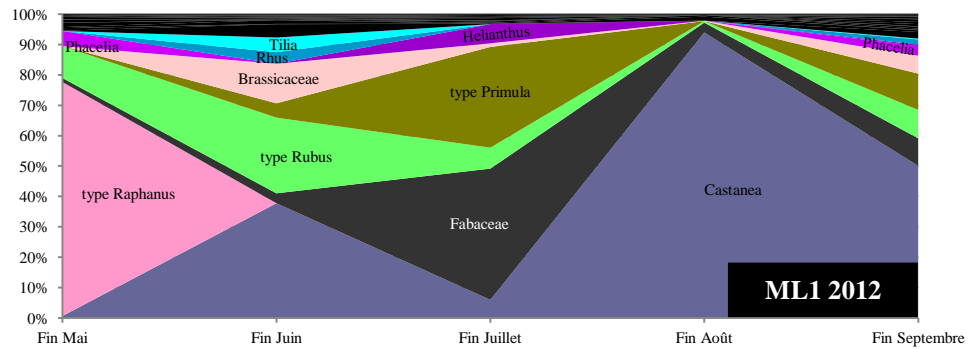 100%
90%
80%
70%
60%
50%
40%
30%
20%
10%
0%
Phacelia
Tilia
Rhus
Helianthus
Phacelia
Brassicaceae
type Primula
type Rubus
type Raphanus
Castanea
Fabaceae
ML1 2012
Fin Mai
Fin Juin
Fin Juillet
Fin Août
Fin Septembre